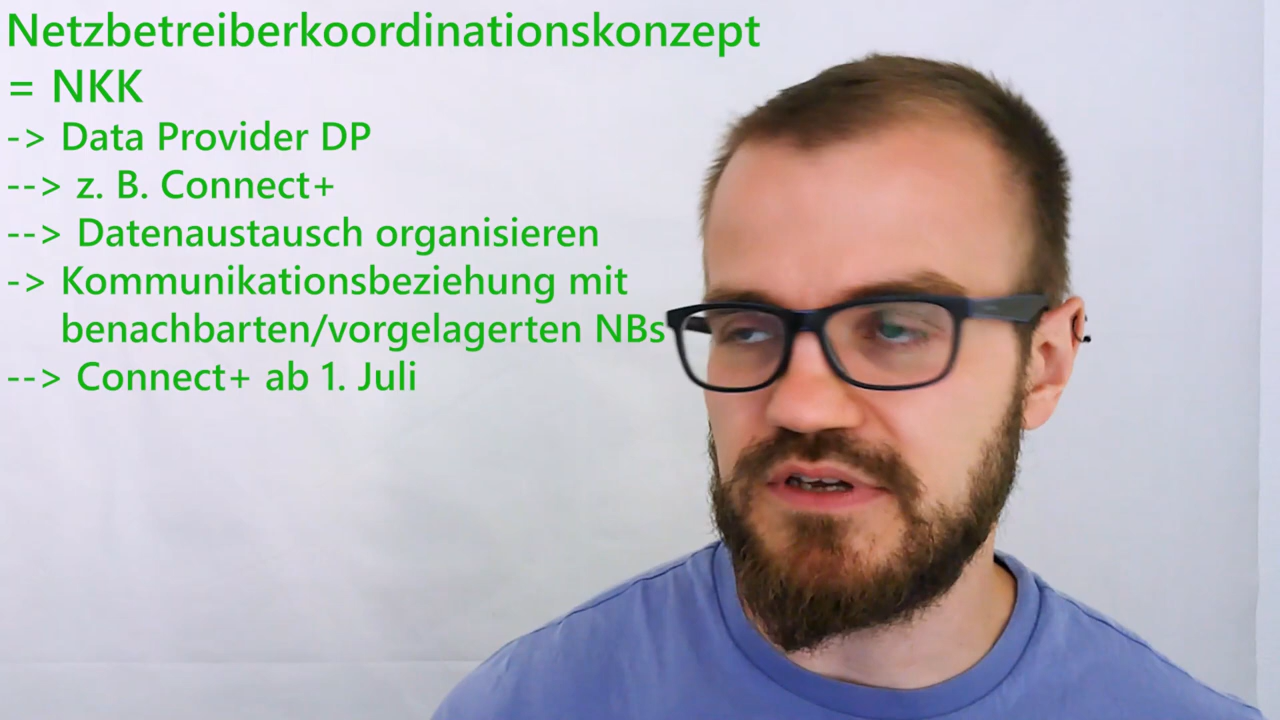 Netzbetreiberkoordinationskonzept
= NKK
-> Data Provider DP
--> z. B. Connect+
--> Datenaustausch organisieren
-> Kommunikationsbeziehung mit
benachbarten/vorgelagerten NBs
--> Connect+ ab 1. Juli